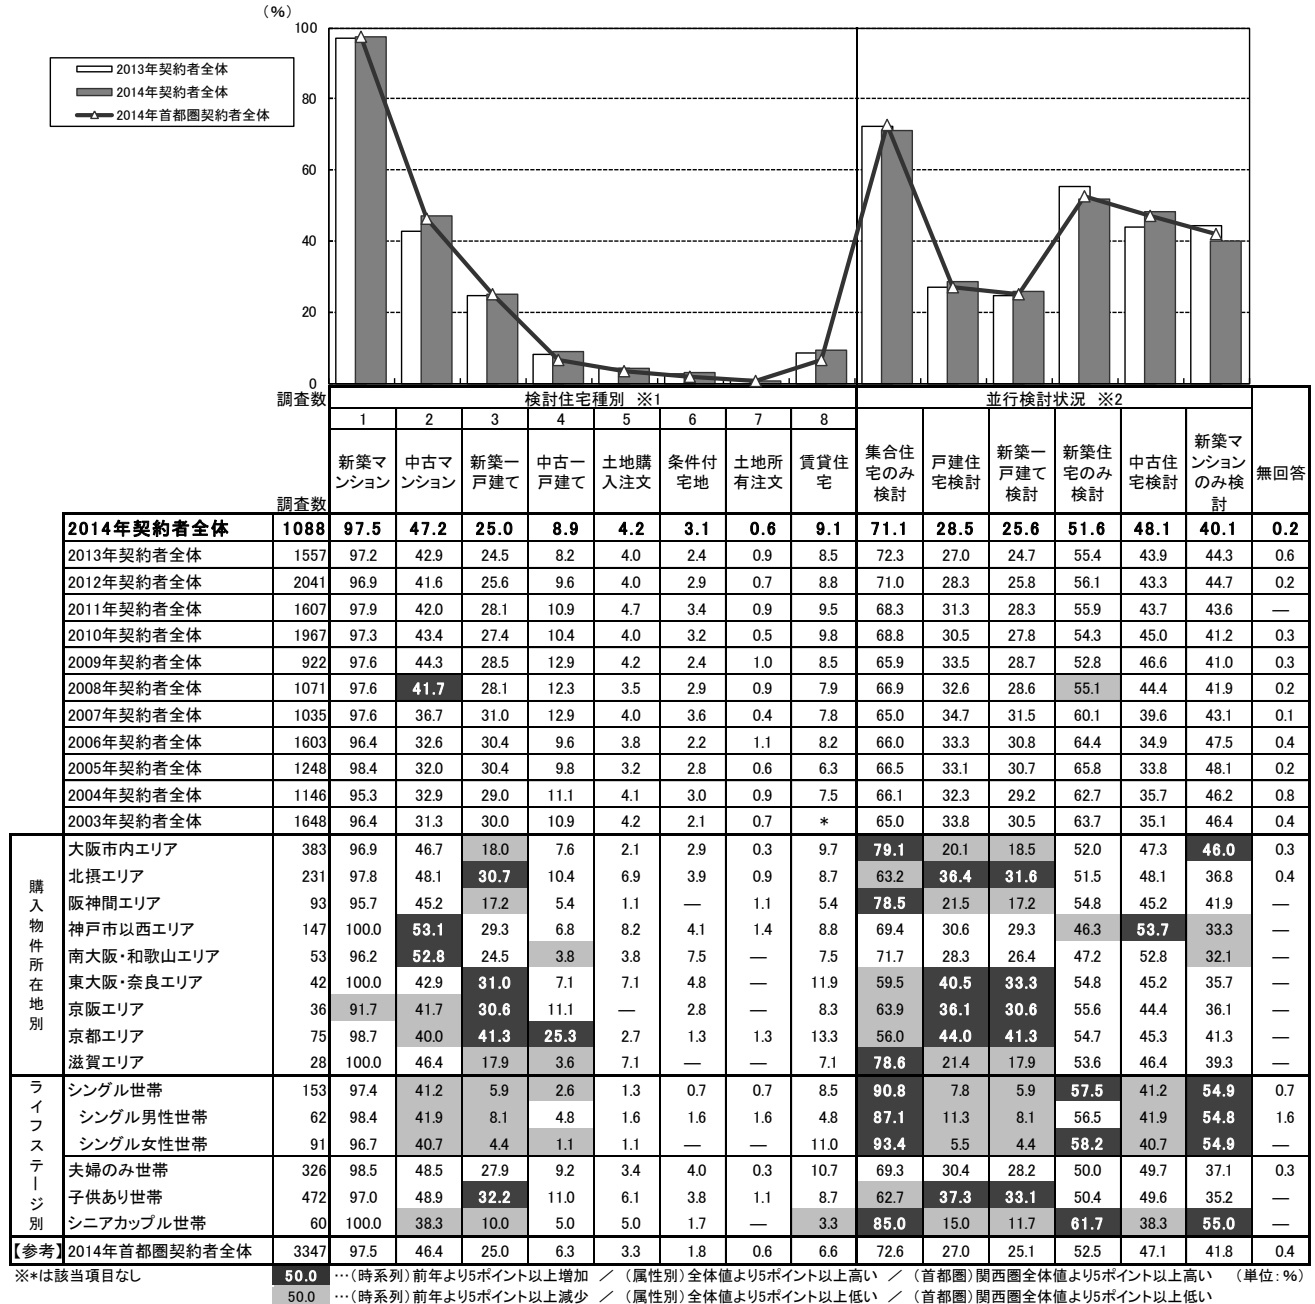 （％）
100
80
60
40
20
0
2013年契約者全体
2014年契約者全体
2014年首都圏契約者全体
調査数 検討住宅種別 ※1 並行検討状況 ※2
1 2 3 4 5 6 7 8
調査数 新築マンション 中古マンション 新築一戸建て 中古一戸建て 土地購入注文 条件付宅地 土地所有注文 賃貸住宅 集合住宅のみ検討 戸建住宅検討 新築一戸建て検討 新築住宅のみ検討 中古住宅検討 新築マンションのみ検討 無回答
2014年契約者全体 1088 97.5 47.2 25.0 8.9 4.2 3.1 0.6 9.1 71.1 28.5 25.6 51.6 48.1 40.1 0.2
2013年契約者全体 1557 97.2 42.9 24.5 8.2 4.0 2.4 0.9 8.5 72.3 27.0 24.7 55.4 43.9 44.3 0.6
2012年契約者全体 2041 96.9 41.6 25.6 9.6 4.0 2.9 0.7 8.8 71.0 28.3 25.8 56.1 43.3 44.7 0.2
2011年契約者全体 1607 97.9 42.0 28.1 10.9 4.7 3.4 0.9 9.5 68.3 31.3 28.3 55.9 43.7 43.6 ―
2010年契約者全体 1967 97.3 43.4 27.4 10.4 4.0 3.2 0.5 9.8 68.8 30.5 27.8 54.3 45.0 41.2 0.3
2009年契約者全体 922 97.6 44.3 28.5 12.9 4.2 2.4 1.0 8.5 65.9 33.5 28.7 52.8 46.6 41.0 0.3
2008年契約者全体 1071 97.6 41.7 28.1 12.3 3.5 2.9 0.9 7.9 66.9 32.6 28.6 55.1 44.4 41.9 0.2
2007年契約者全体 1035 97.6 36.7 31.0 12.9 4.0 3.6 0.4 7.8 65.0 34.7 31.5 60.1 39.6 43.1 0.1
2006年契約者全体 1603 96.4 32.6 30.4 9.6 3.8 2.2 1.1 8.2 66.0 33.3 30.8 64.4 34.9 47.5 0.4
2005年契約者全体 1248 98.4 32.0 30.4 9.8 3.2 2.8 0.6 6.3 66.5 33.1 30.7 65.8 33.8 48.1 0.2
2004年契約者全体 1146 95.3 32.9 29.0 11.1 4.1 3.0 0.9 7.5 66.1 32.3 29.2 62.7 35.7 46.2 0.8
2003年契約者全体 1648 96.4 31.3 30.0 10.9 4.2 2.1 0.7 * 65.0 33.8 30.5 63.7 35.1 46.4 0.4
購入物件所在地別
大阪市内エリア 383 96.9 46.7 18.0 7.6 2.1 2.9 0.3 9.7 79.1 20.1 18.5 52.0 47.3 46.0 0.3
北摂エリア 231 97.8 48.1 30.7 10.4 6.9 3.9 0.9 8.7 63.2 36.4 31.6 51.5 48.1 36.8 0.4
阪神間エリア 93 95.7 45.2 17.2 5.4 1.1 ― 1.1 5.4 78.5 21.5 17.2 54.8 45.2 41.9 ―
神戸市以西エリア 147 100.0 53.1 29.3 6.8 8.2 4.1 1.4 8.8 69.4 30.6 29.3 46.3 53.7 33.3 ―
南大阪・和歌山エリア 53 96.2 52.8 24.5 3.8 3.8 7.5 ― 7.5 71.7 28.3 26.4 47.2 52.8 32.1 ―
東大阪・奈良エリア 42 100.0 42.9 31.0 7.1 7.1 4.8 ― 11.9 59.5 40.5 33.3 54.8 45.2 35.7 ―
京阪エリア 36 91.7 41.7 30.6 11.1 ― 2.8 ― 8.3 63.9 36.1 30.6 55.6 44.4 36.1 ―
京都エリア 75 98.7 40.0 41.3 25.3 2.7 1.3 1.3 13.3 56.0 44.0 41.3 54.7 45.3 41.3 ―
滋賀エリア 28 100.0 46.4 17.9 3.6 7.1 ― ― 7.1 78.6 21.4 17.9 53.6 46.4 39.3 ―
ライフステージ別
シングル世帯 153 97.4 41.2 5.9 2.6 1.3 0.7 0.7 8.5 90.8 7.8 5.9 57.5 41.2 54.9 0.7
シングル男性世帯 62 98.4 41.9 8.1 4.8 1.6 1.6 1.6 4.8 87.1 11.3 8.1 56.5 41.9 54.8 1.6
シングル女性世帯 91 96.7 40.7 4.4 1.1 1.1 ― ― 11.0 93.4 5.5 4.4 58.2 40.7 54.9 ―
夫婦のみ世帯 326 98.5 48.5 27.9 9.2 3.4 4.0 0.3 10.7 69.3 30.4 28.2 50.0 49.7 37.1 0.3
子供あり世帯 472 97.0 48.9 32.2 11.0 6.1 3.8 1.1 8.7 62.7 37.3 33.1 50.4 49.6 35.2 ―
シニアカップル世帯 60 100.0 38.3 10.0 5.0 5.0 1.7 ― 3.3 85.0 15.0 11.7 61.7 38.3 55.0 ―
【参考】2014年首都圏契約者全体 3347 97.5 46.4 25.0 6.3 3.3 1.8 0.6 6.6 72.6 27.0 25.1 52.5 47.1 41.8 0.4
※*は該当項目なし 50.0 …（時系列）前年より5ポイント以上増加 ／ （属性別）全体値より5ポイント以上高い ／ （首都圏）関西圏全体値より5ポイント以上高い （単位：％）
50.0 …（時系列）前年より5ポイント以上減少 ／ （属性別）全体値より5ポイント以上低い ／ （首都圏）関西圏全体値より5ポイント以上低い